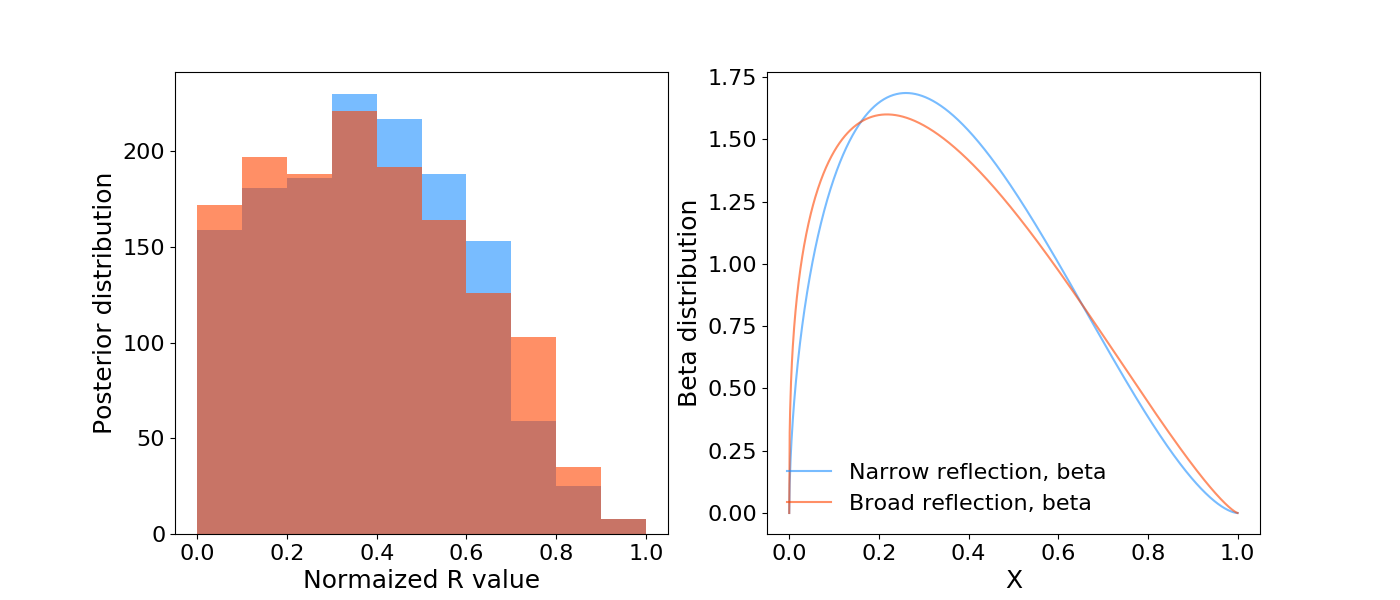 Posterior distribution
200
150
100
50
0
0.0 0.2 0.4 0.6 0.8 1.0
Normaized R value
Beta distribution
1.75
1.50
1.25
1.00
0.75
0.50
0.25
0.00
Narrow reflection, beta
Broad reflection, beta
0.0 0.2 0.4 0.6 0.8 1.0
X